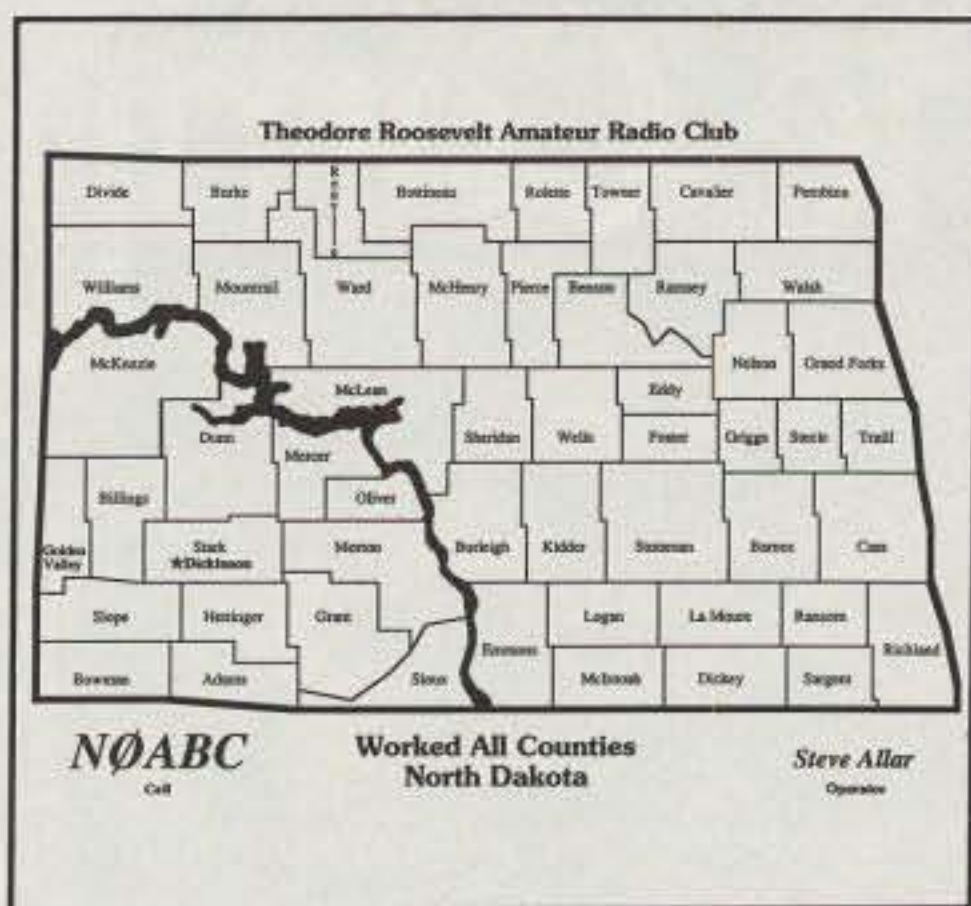 Theodore Roosevelt Amateur Radio Club
Divide Burke Renville Bottineau Rolette Towner Cavalier Pembina
Williams Mountrail Ward McHenry Pierce Benson Ramsey Walsh
McKenzie McLean Eddy Nelson Grand Forks
Dunn Mercer Sheridan Wells Foster Griggs Steele Traill
Billings Oliver
Golden
Valley
Stark
★Dickinson
Morton Burleigh Kidder Stutsman Barnes Cass
Slope Hettinger Grant Logan La Moure Ransom
Emmons Richland
Bowman Adams Sioux McIntosh Dickey Sargent
NØABC
Call
Worked All Counties
North Dakota
Steve Allar
Operator